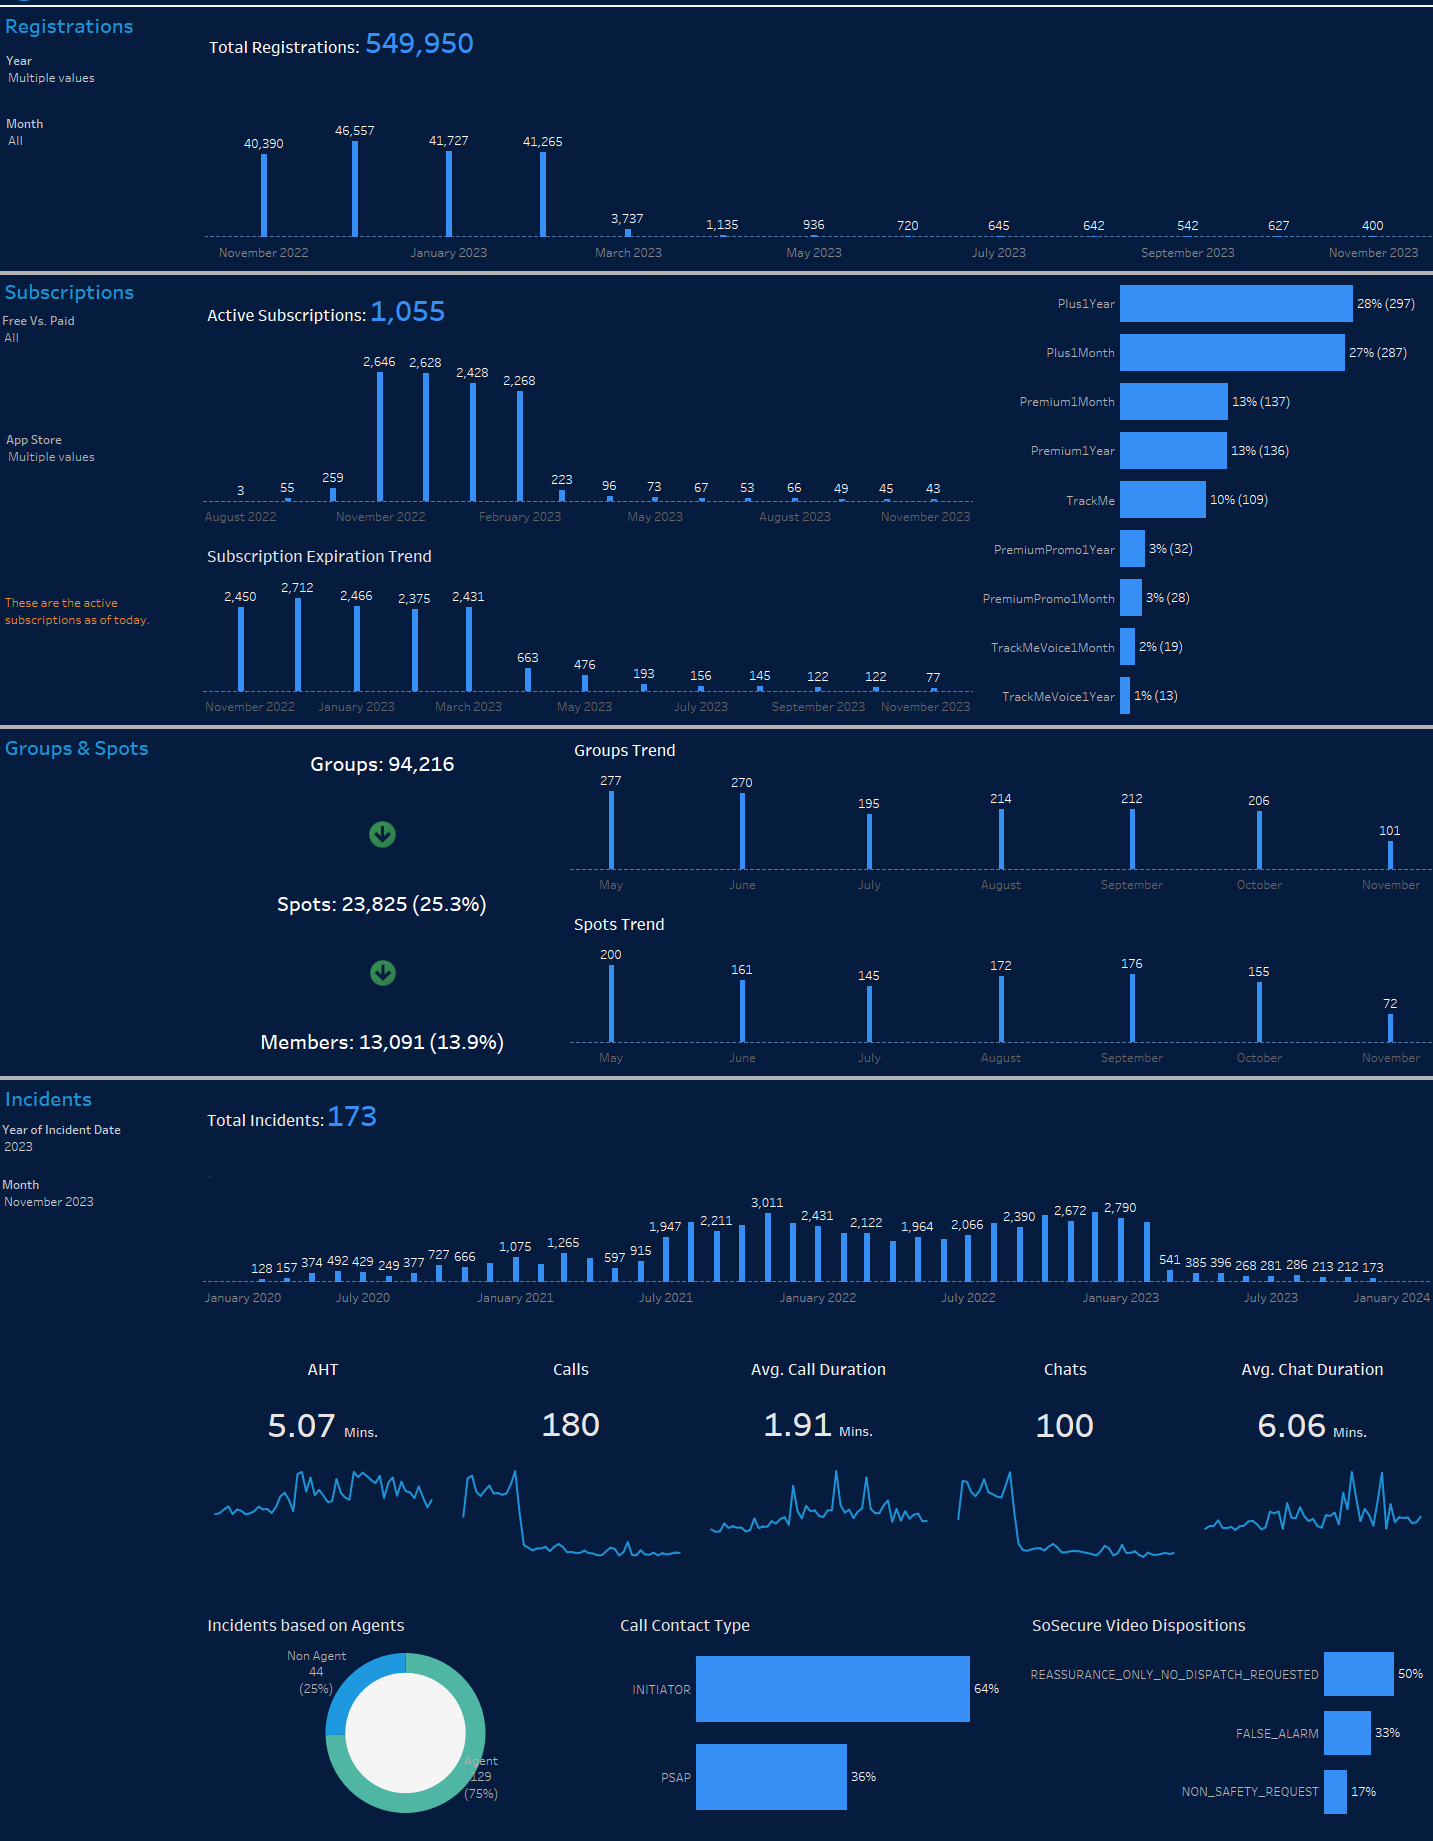 Registrations
Year
Multiple values
Month
All
Total Registrations: 549,950
40,390
46,557
41,727
41,265
3,737
1,135
936
720
645
642
542
627
400
November 2022
January 2023
March 2023
May 2023
July 2023
September 2023
November 2023
Subscriptions
Free Vs. Paid
All
App Store
Multiple values
These are the active
subscriptions as of today.
Active Subscriptions: 1,055
2,646
2,628
2,428
2,268
3
55
259
223
96
73
67
53
66
49
45
43
August 2022
November 2022
February 2023
May 2023
August 2023
November 2023
Subscription Expiration Trend
2,450
2,712
2,466
2,375
2,431
663
476
193
156
145
122
122
77
November 2022
January 2023
March 2023
May 2023
July 2023
September 2023
November 2023
Plus1Year
28% (297)
Plus1Month
27% (287)
Premium1Month
13% (137)
Premium1Year
13% (136)
TrackMe
10% (109)
PremiumPromo1Year
3% (32)
PremiumPromo1Month
3% (28)
TrackMeVoice1Month
2% (19)
TrackMeVoice1Year
1% (13)
Groups & Spots
Groups: 94,216
Spots: 23,825 (25.3%)
Members: 13,091 (13.9%)
Groups Trend
277
270
195
214
212
206
101
May
June
July
August
September
October
November
Spots Trend
200
161
145
172
176
155
72
May
June
July
August
September
October
November
Incidents
Year of Incident Date
2023
Month
November 2023
Total Incidents: 173
128
157
374
492
429
249
377
727
666
1,075
1,265
597
915
1,947
2,211
3,011
2,431
2,122
1,964
2,066
2,390
2,672
2,790
541
385
396
268
281
286
213
212
173
January 2020
July 2020
January 2021
July 2021
January 2022
July 2022
January 2023
July 2023
January 2024
AHT
5.07 Mins.
Calls
180
Avg. Call Duration
1.91 Mins.
Chats
100
Avg. Chat Duration
6.06 Mins.
Incidents based on Agents
Non Agent
44
(25%)
Agent
129
(75%)
Call Contact Type
INITIATOR
64%
PSAP
36%
SoSecure Video Dispositions
REASSURANCE_ONLY_NO_DISPATCH_REQUESTED
50%
FALSE_ALARM
33%
NON_SAFETY_REQUEST
17%